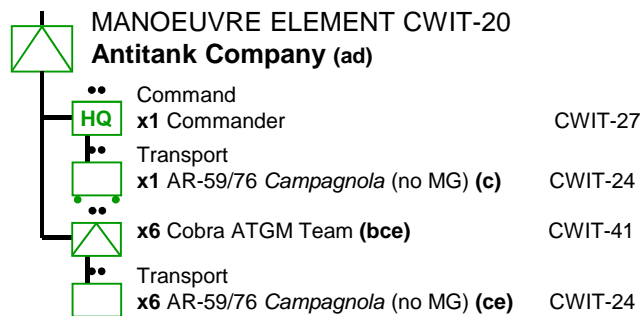 MANOEUVRE ELEMENT CWIT-20
Antitank Company (ad)
Command
HQ x1 Commander CWIT-27
Transport
x1 AR-59/76 Campagnola (no MG) (c) CWIT-24
x6 Cobra ATGM Team (bce) CWIT-41
Transport
x6 AR-59/76 Campagnola (no MG) (ce) CWIT-24